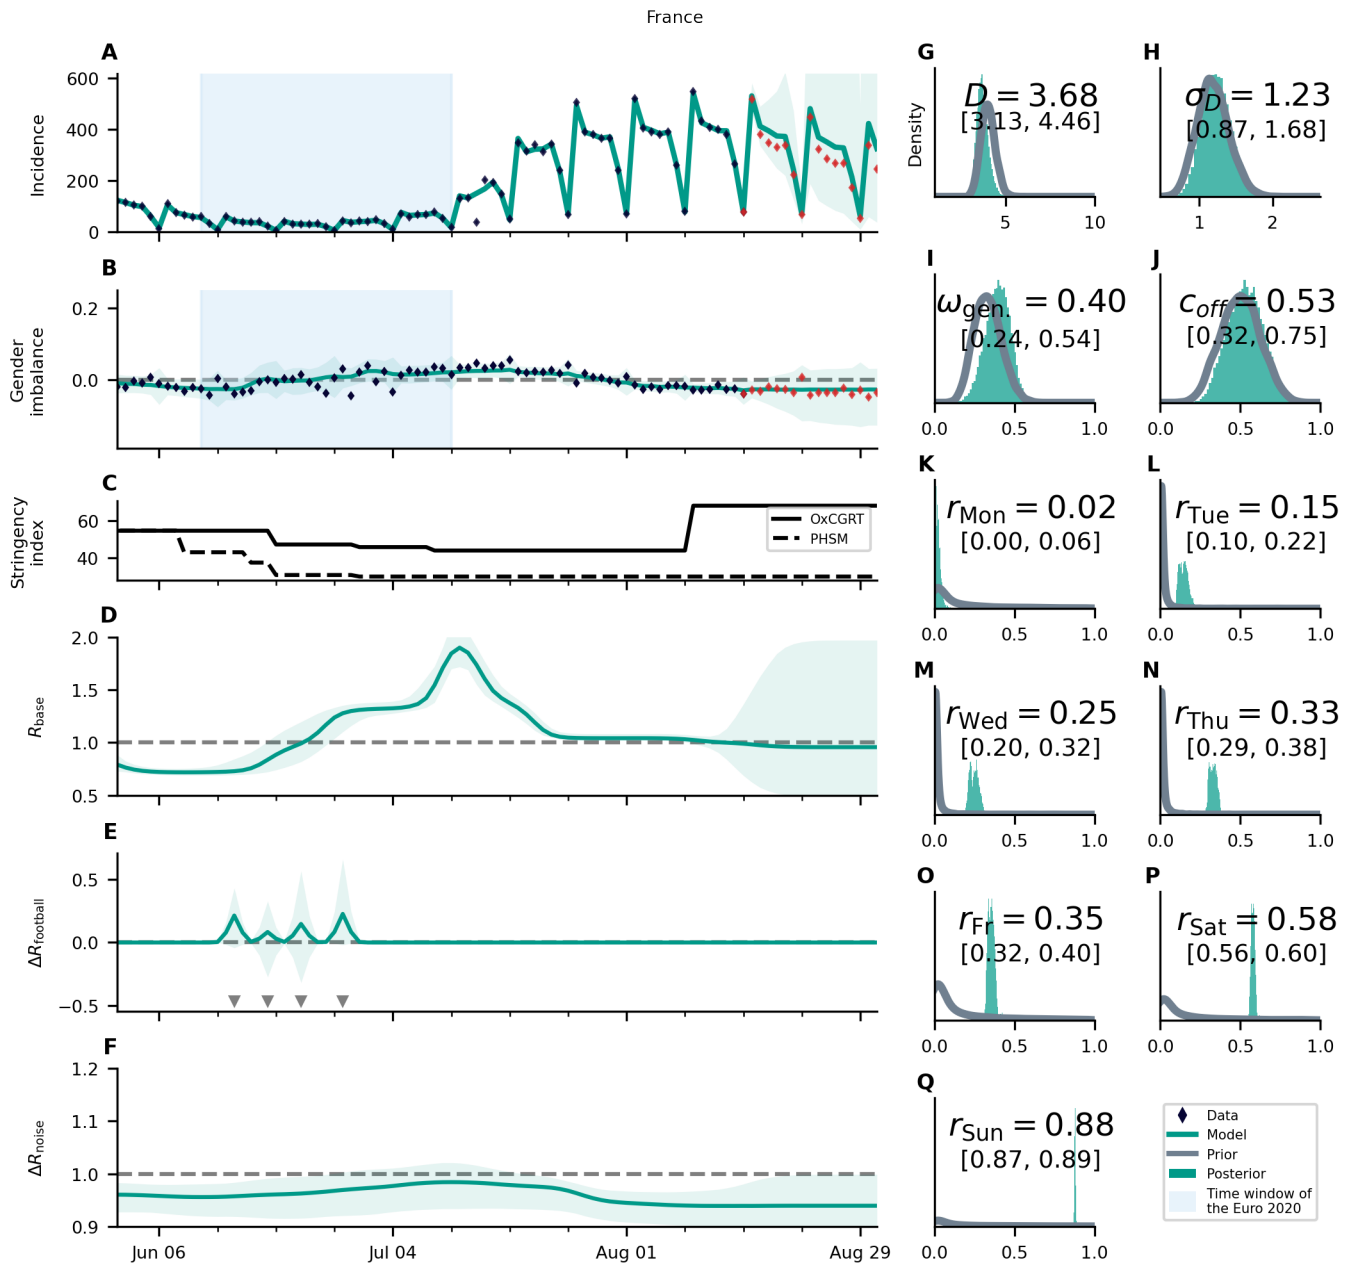 France
A
600
400
200
0
Incidence
B
0.2
0.0
Gender
imbalance
C
60
40
Stringency
index
OxCGRT
PHSM
D
2.0
1.5
1.0
0.5
R_base
E
0.5
0.0
−0.5
ΔR_football
F
1.2
1.1
1.0
0.9
ΔR_noise
Jun 06
Jul 04
Aug 01
Aug 29
G
Density
D = 3.68
[3.13, 4.46]
5
10
H
σ_D = 1.23
[0.87, 1.68]
1
2
I
ω_gen. = 0.40
[0.24, 0.54]
0.0
0.5
1.0
J
c_off = 0.53
[0.32, 0.75]
0.0
0.5
1.0
K
r_Mon = 0.02
[0.00, 0.06]
0.0
0.5
1.0
L
r_Tue = 0.15
[0.10, 0.22]
0.0
0.5
1.0
M
r_Wed = 0.25
[0.20, 0.32]
0.0
0.5
1.0
N
r_Thu = 0.33
[0.29, 0.38]
0.0
0.5
1.0
O
r_Fr = 0.35
[0.32, 0.40]
0.0
0.5
1.0
P
r_Sat = 0.58
[0.56, 0.60]
0.0
0.5
1.0
Q
r_Sun = 0.88
[0.87, 0.89]
0.0
0.5
1.0
Data
Model
Prior
Posterior
Time window of
the Euro 2020